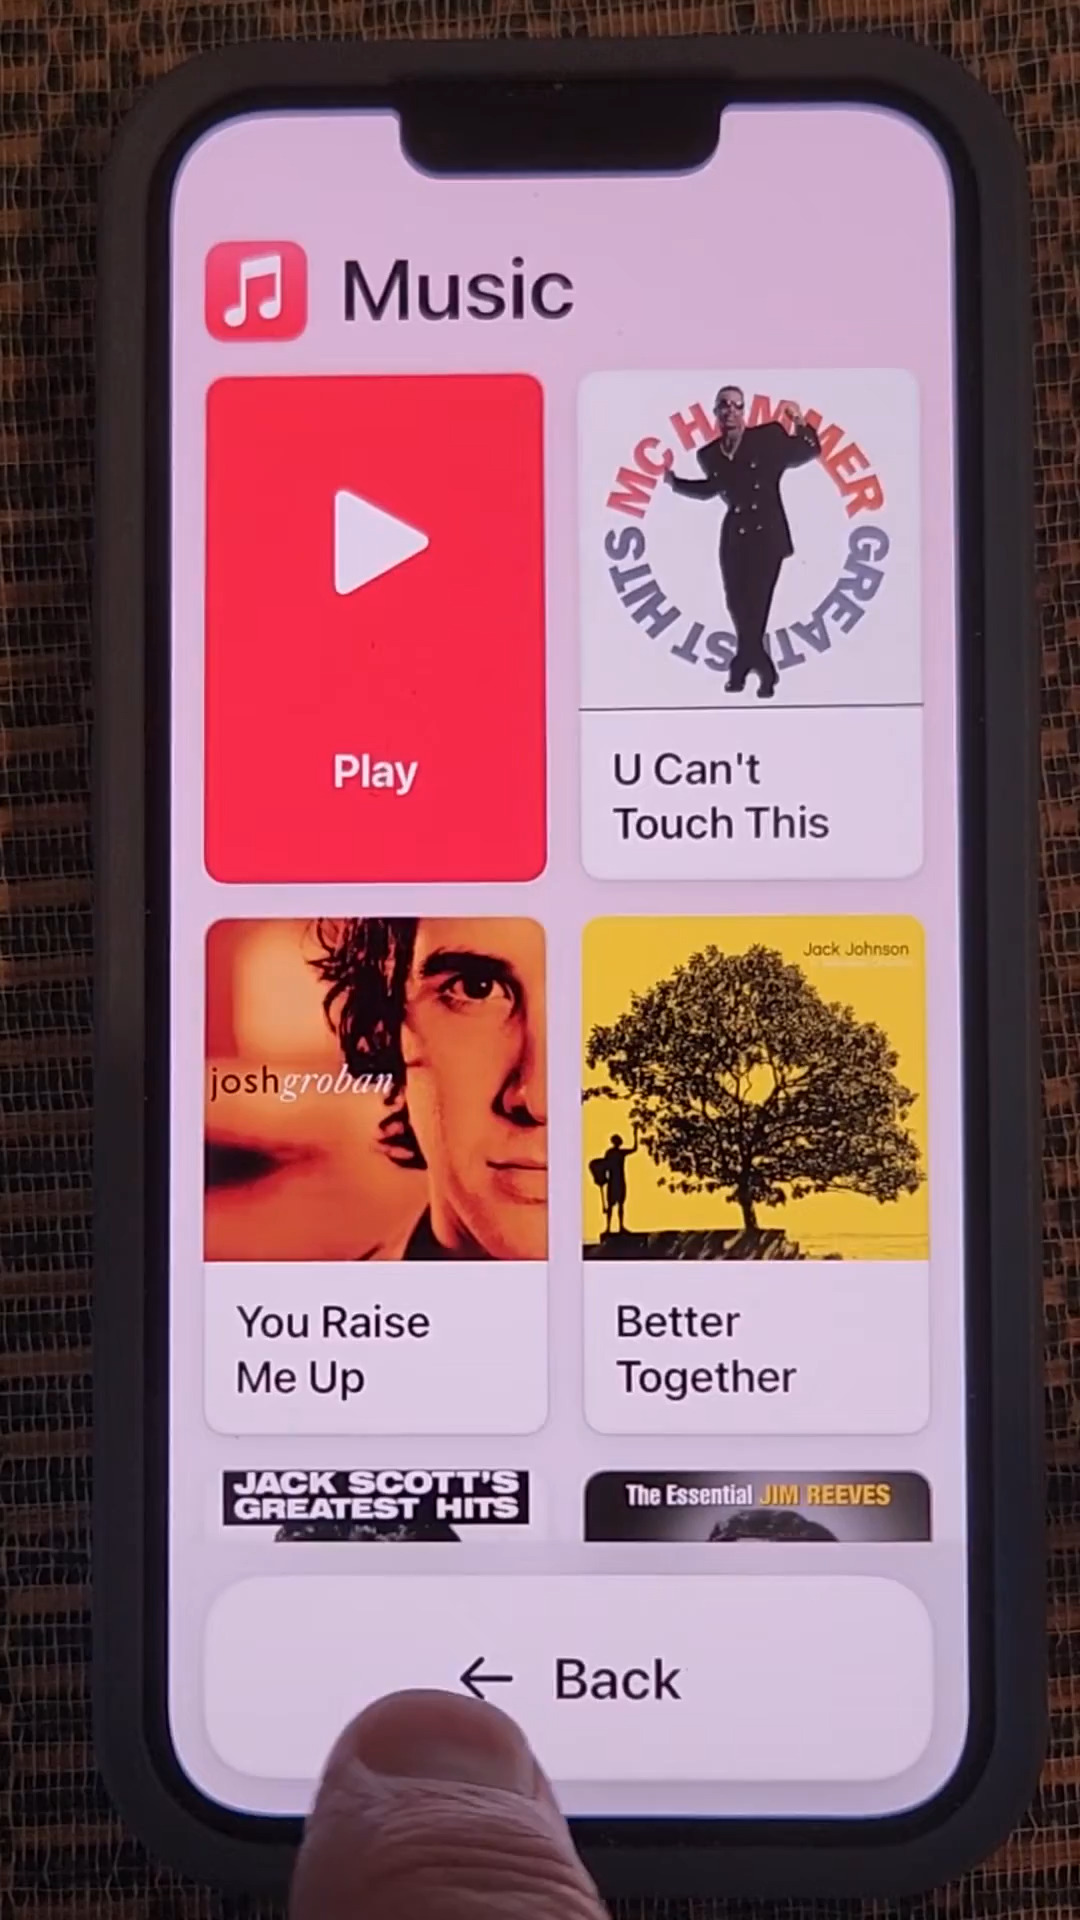 Music
Play
MC HAMMER GREATEST HITS
U Can't
Touch This
joshgroban
You Raise
Me Up
Jack Johnson
Better
Together
JACK SCOTT'S
GREATEST HITS
The Essential JIM REEVES
← Back